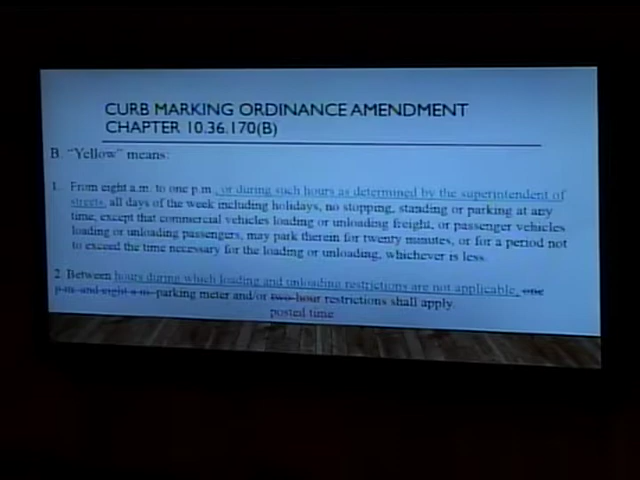 CURB MARKING ORDINANCE AMENDMENT
CHAPTER 10.36.170(B)
B. “Yellow” means:
1. From eight a.m. to one p.m., or during such hours as determined by the superintendent of
streets, all days of the week including holidays, no stopping, standing or parking at any
time, except that commercial vehicles loading or unloading freight, or passenger vehicles
loading or unloading passengers, may park therein for twenty minutes, or for a period not
to exceed the time necessary for the loading or unloading, whichever is less.
2. Between hours during which loading and unloading restrictions are not applicable, one
p.m. and eight a.m. parking meter and/or two-hour restrictions shall apply.
posted time